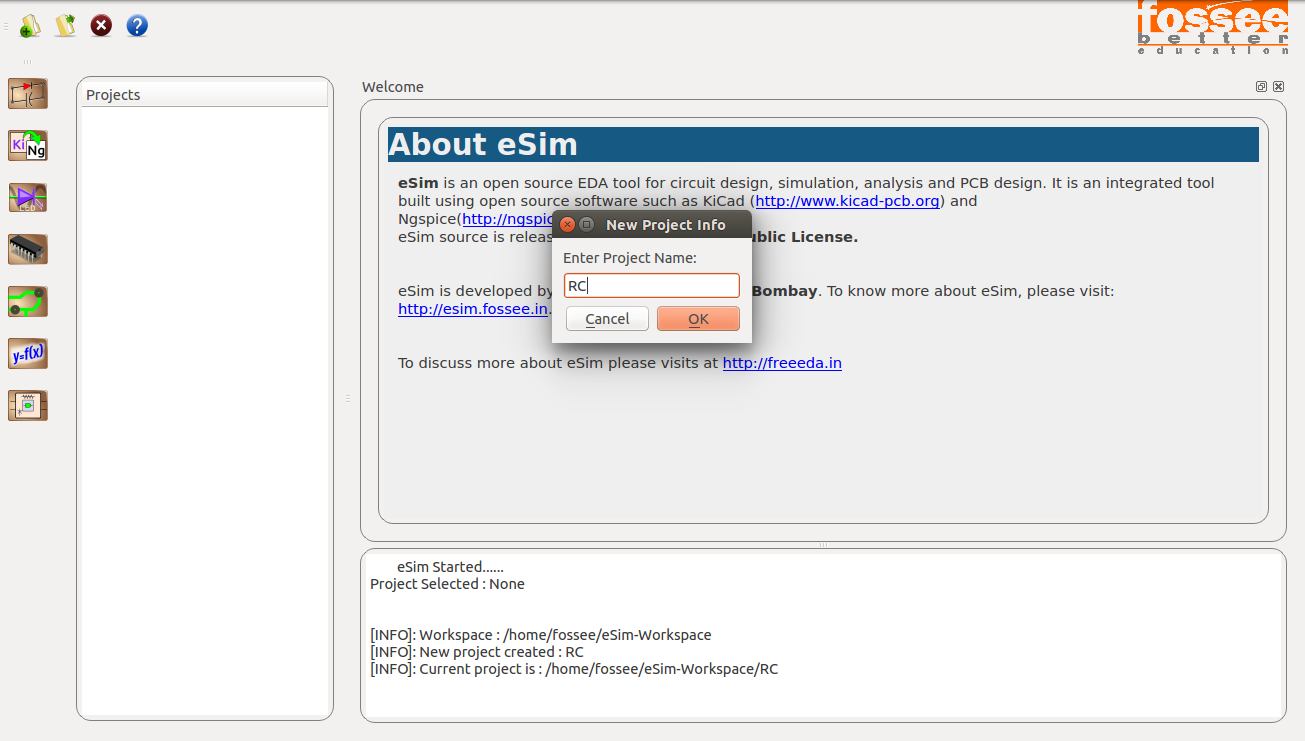 fossee
better
education
Projects
Welcome
Ki
Ng
LED
y=f(x)
About eSim
eSim is an open source EDA tool for circuit design, simulation, analysis and PCB design. It is an integrated tool
built using open source software such as KiCad (http://www.kicad-pcb.org) and
Ngspice(http://ngspic
eSim source is releas ublic License.
eSim is developed by Bombay. To know more about eSim, please visit:
http://esim.fossee.in.
To discuss more about eSim please visits at http://freeeda.in
New Project Info
Enter Project Name:
RC
Cancel OK
eSim Started......
Project Selected : None
[INFO]: Workspace : /home/fossee/eSim-Workspace
[INFO]: New project created : RC
[INFO]: Current project is : /home/fossee/eSim-Workspace/RC